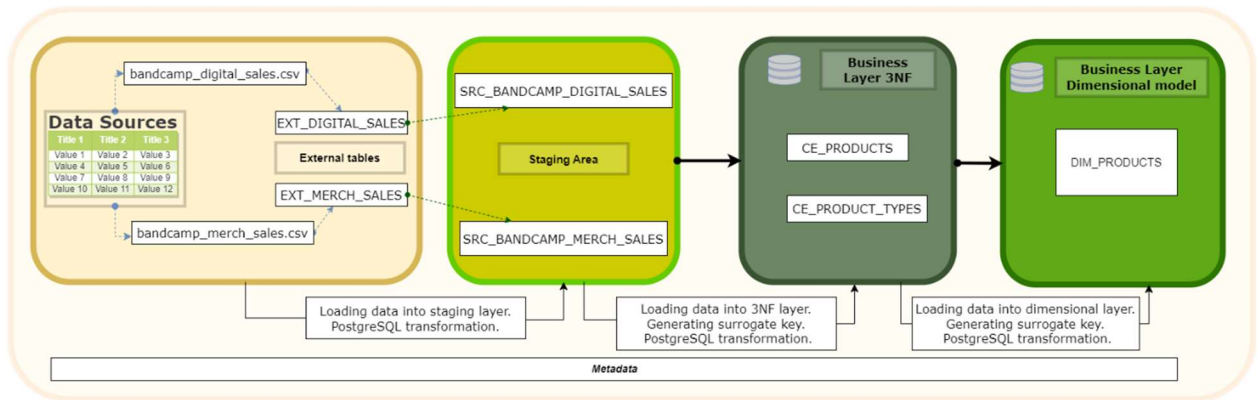 bandcamp_digital_sales.csv
Data Sources
Title 1 Title 2 Title 3
Value 1 Value 2 Value 3
Value 4 Value 5 Value 6
Value 7 Value 8 Value 9
Value 10 Value 11 Value 12
bandcamp_merch_sales.csv
EXT_DIGITAL_SALES
External tables
EXT_MERCH_SALES
SRC_BANDCAMP_DIGITAL_SALES
Staging Area
SRC_BANDCAMP_MERCH_SALES
Business
Layer 3NF
CE_PRODUCTS
CE_PRODUCT_TYPES
Business Layer
Dimensional model
DIM_PRODUCTS
Loading data into staging layer.
PostgreSQL transformation.
Loading data into 3NF layer.
Generating surrogate key.
PostgreSQL transformation.
Loading data into dimensional layer.
Generating surrogate key.
PostgreSQL transformation.
Metadata